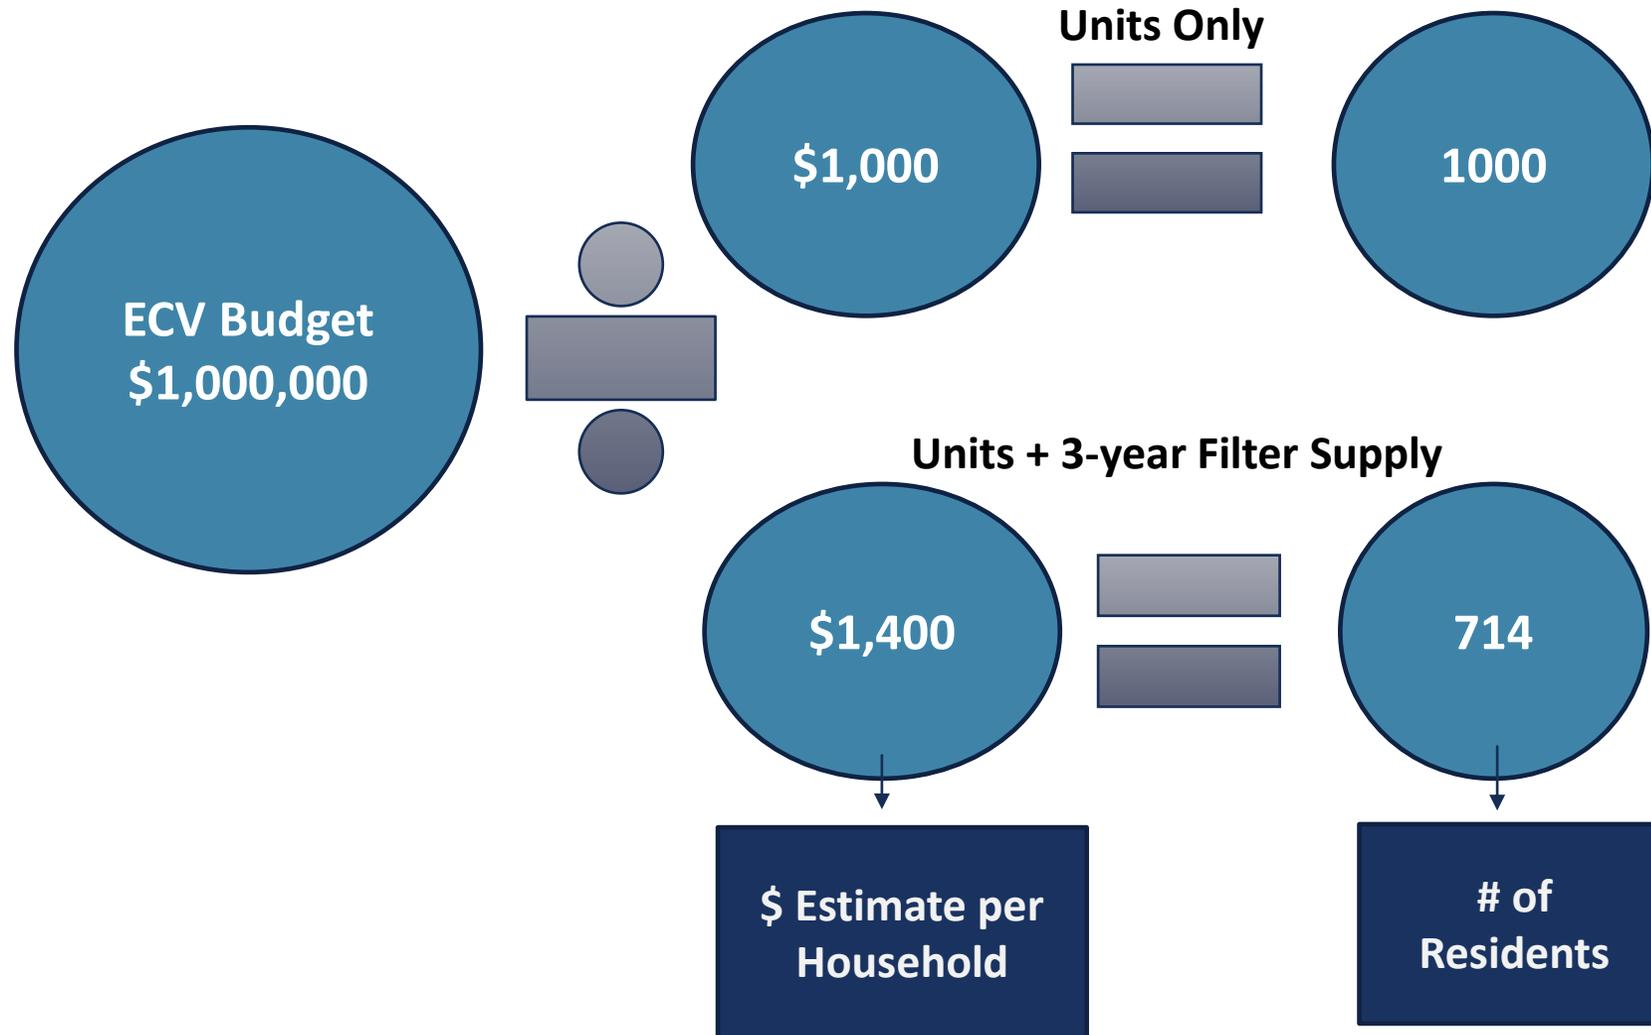 Units Only
$1,000
1000
ECV Budget
$1,000,000
Units + 3-year Filter Supply
$1,400
714
$ Estimate per
Household
# of
Residents